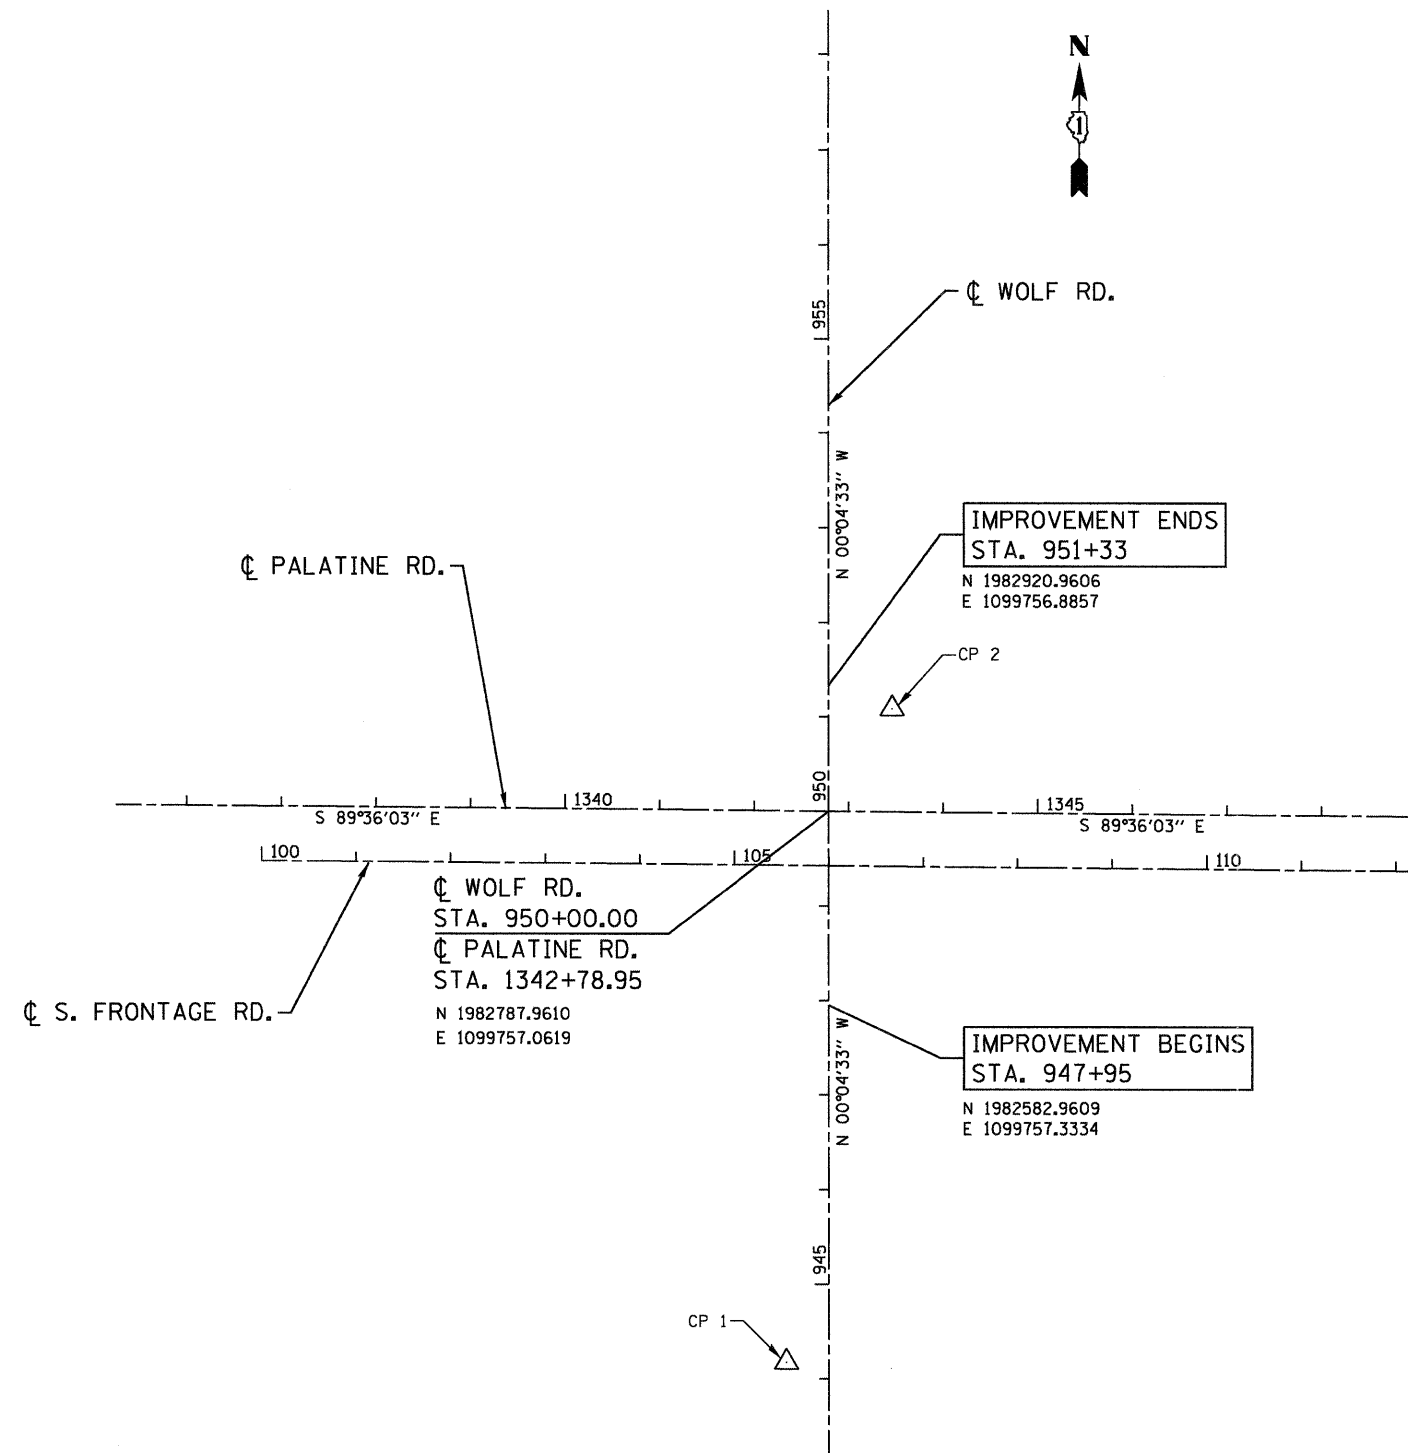 N
1
955
℄ WOLF RD.
N 00°04'33'' W
IMPROVEMENT ENDS
STA. 951+33
N 1982920.9606
E 1099756.8857
℄ PALATINE RD.
CP 2
950
1340
1345
S 89°36'03'' E
S 89°36'03'' E
100
105
110
℄ WOLF RD.
STA. 950+00.00
℄ PALATINE RD.
STA. 1342+78.95
N 1982787.9610
E 1099757.0619
℄ S. FRONTAGE RD.
N 00°04'33'' W
IMPROVEMENT BEGINS
STA. 947+95
N 1982582.9609
E 1099757.3334
945
CP 1